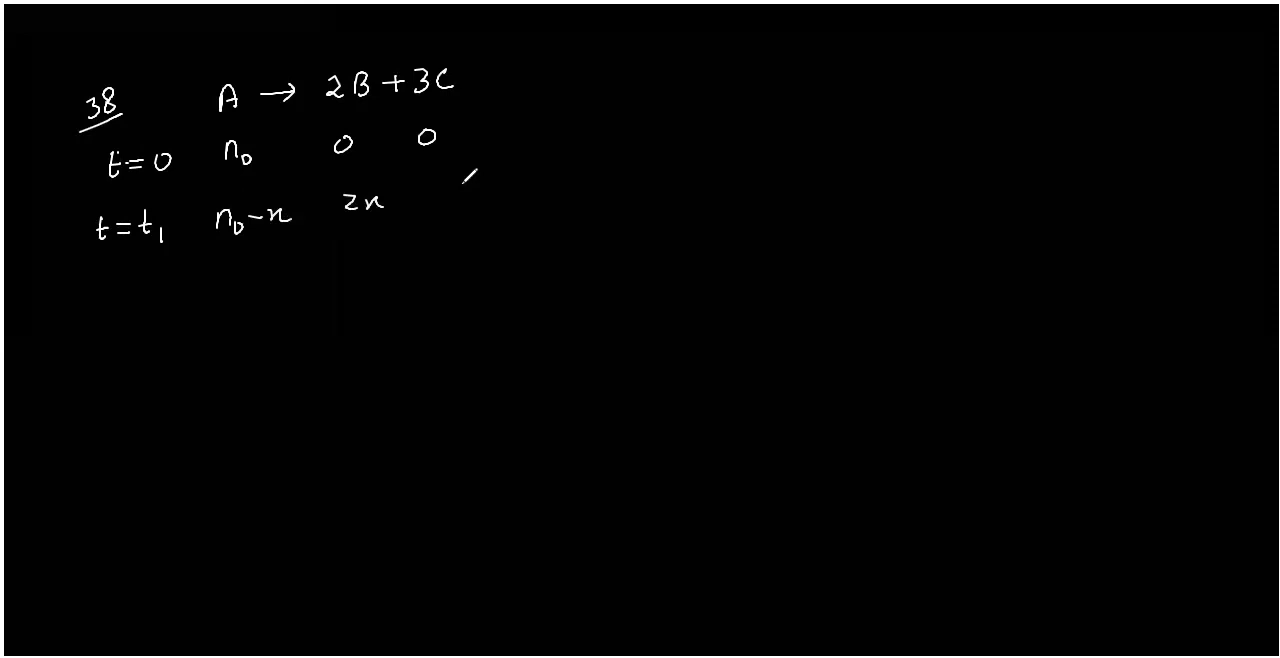 38 A → 2B + 3C
t=0 n₀ 0 0
t=t₁ n₀-x 2x